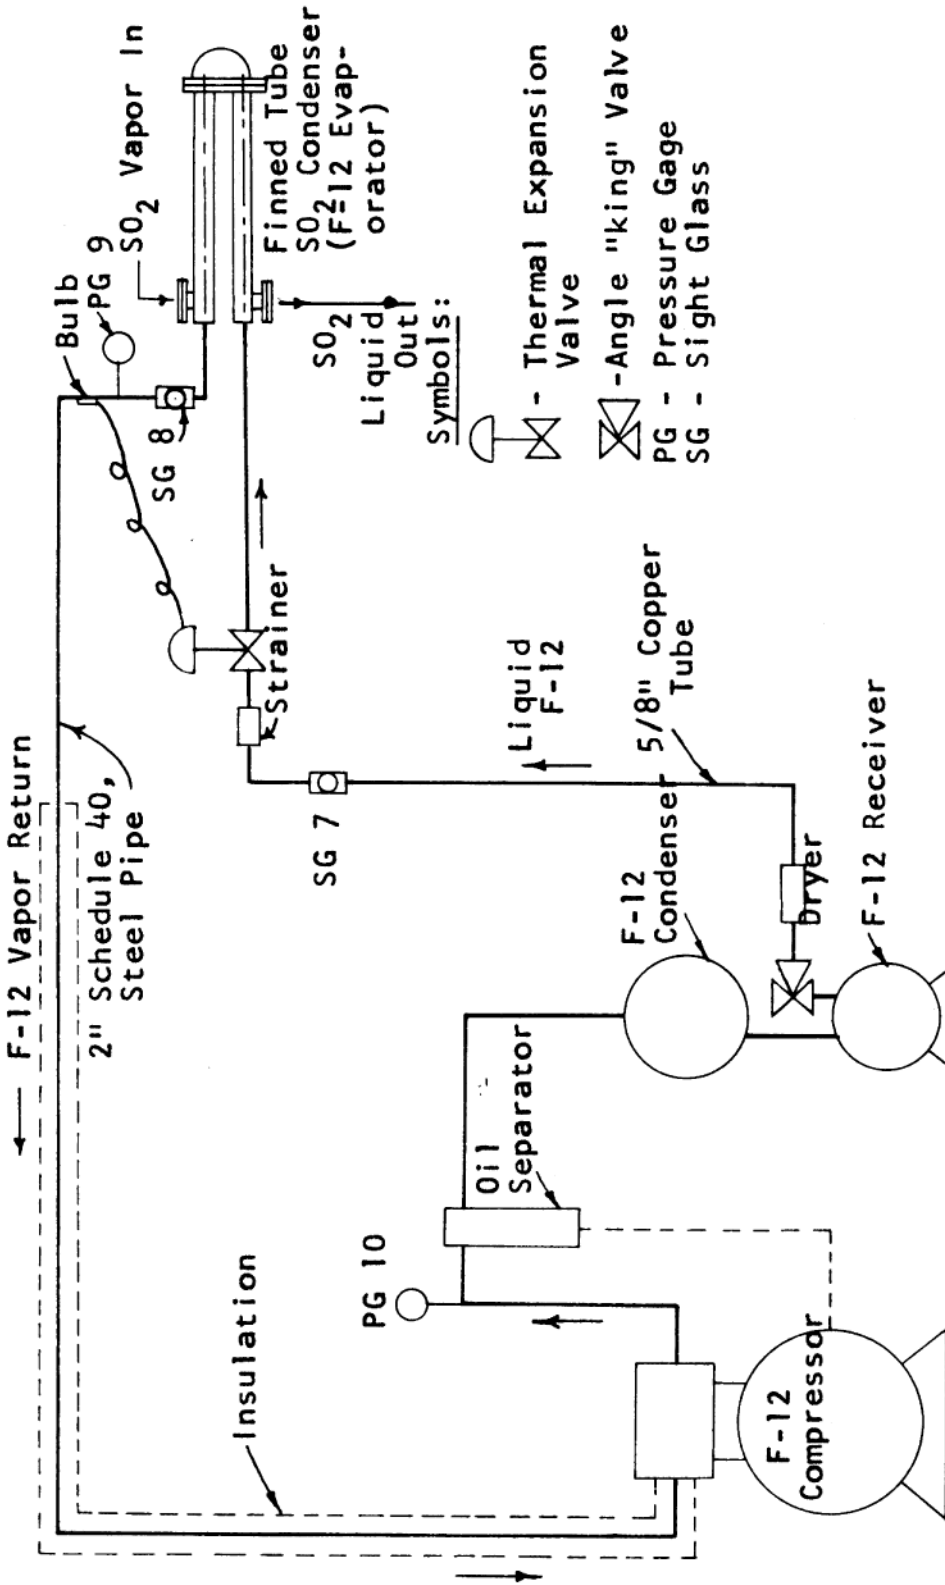 F-12 Vapor Return
2" Schedule 40,
Steel Pipe
Insulation
PG 10
Oil
Separator
F-12
Compressor
F-12
Condenser
F-12 Receiver
Dryer
5/8" Copper
Tube
Liquid
F-12
SG 7
Strainer
SG 8
Bulb
PG 9
SO2 Vapor In
Finned Tube
SO2 Condenser
(F=12 Evap-
orator)
SO2
Liquid
Out
Symbols:
- Thermal Expansion
Valve
-Angle "king" Valve
PG - Pressure Gage
SG - Sight Glass